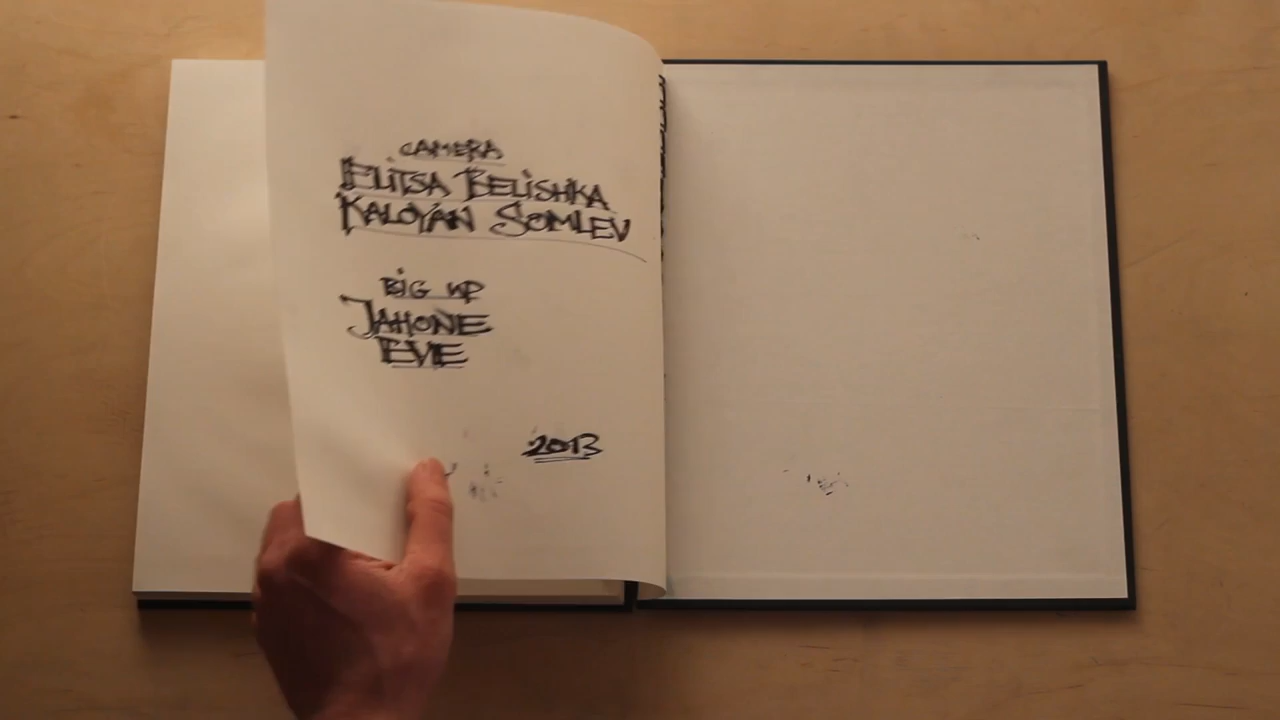 CAMERA
ELITSA BELISHKA
KALOYAN SOMLEV
BIG UP
JAHONE
EVE
2013